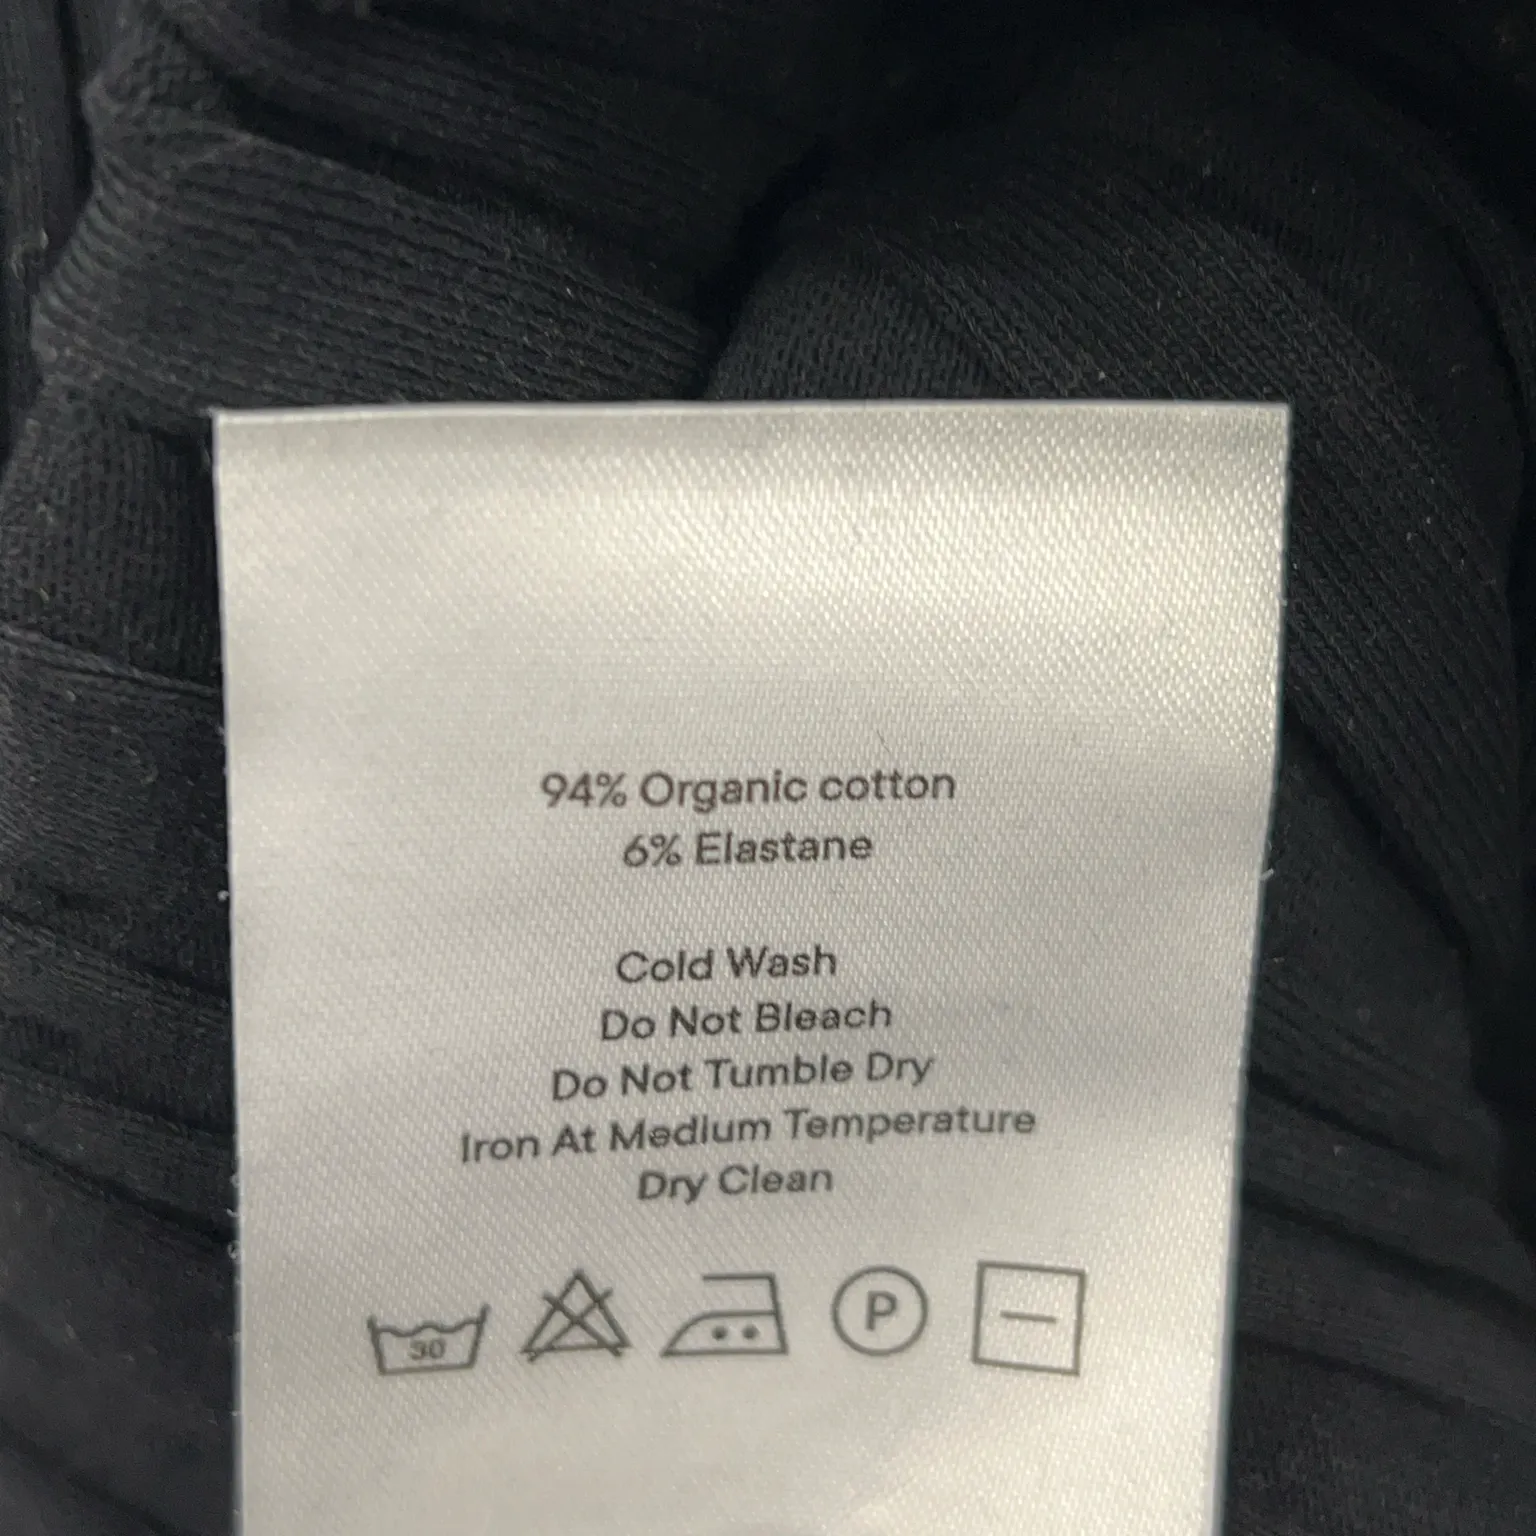 94% Organic cotton
6% Elastane
Cold Wash
Do Not Bleach
Do Not Tumble Dry
Iron At Medium Temperature
Dry Clean
30 P